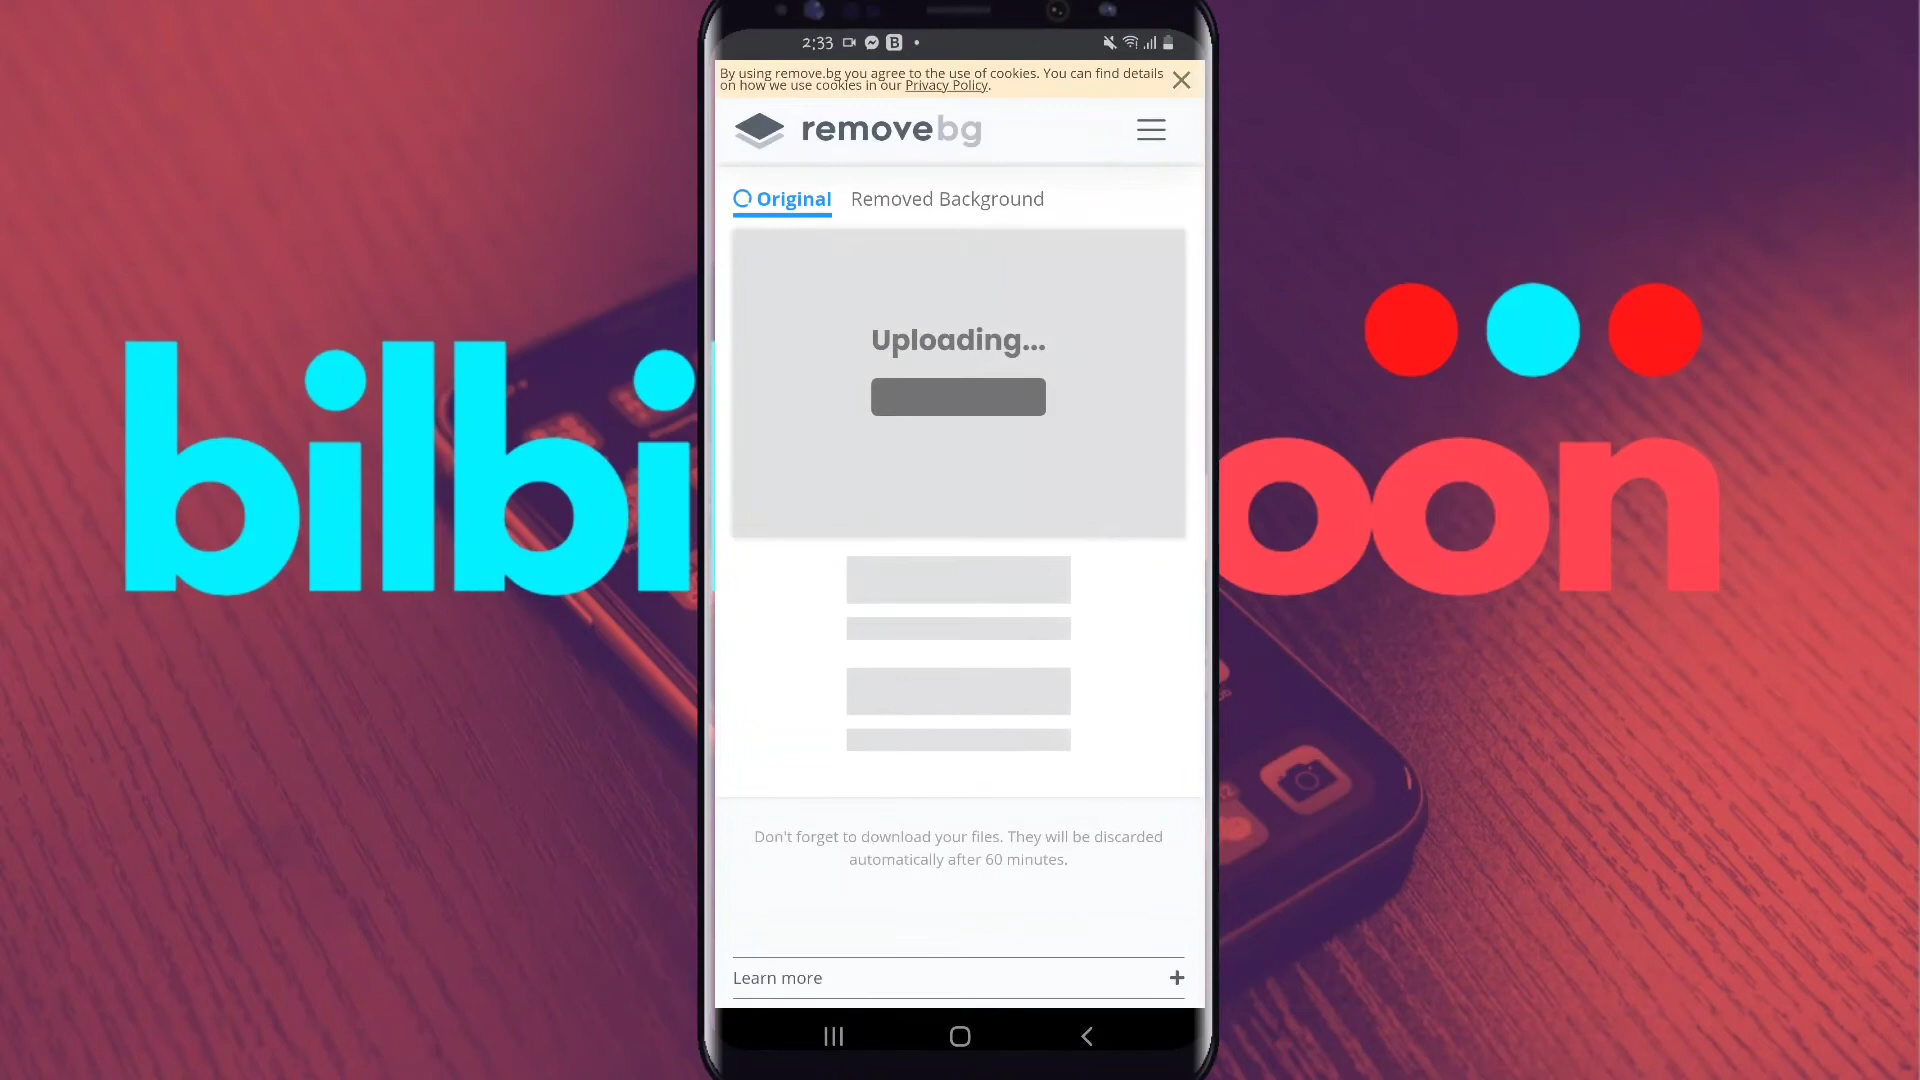 2:33
By using remove.bg you agree to the use of cookies. You can find details
on how we use cookies in our Privacy Policy.
removebg
Original Removed Background
Uploading...
bilbi
oon
Don't forget to download your files. They will be discarded
automatically after 60 minutes.
Learn more +